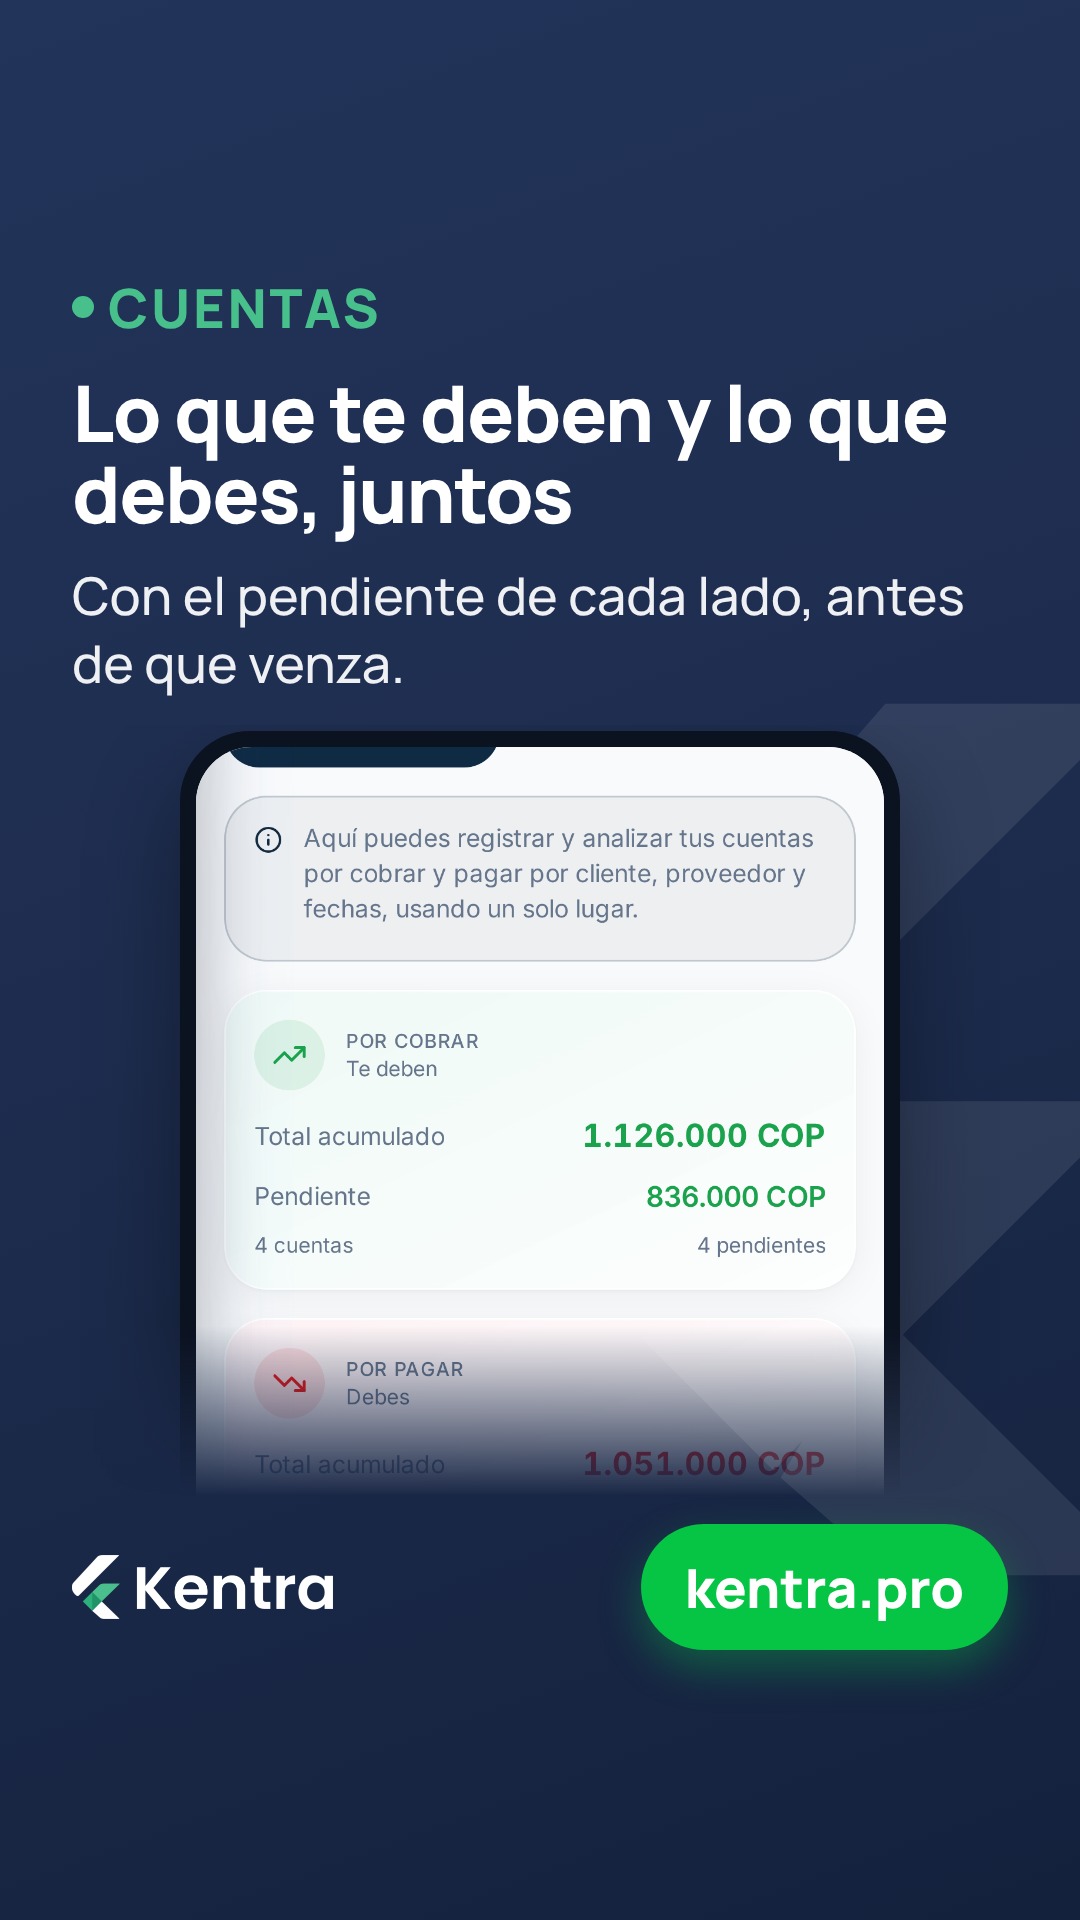 CUENTAS
Lo que te deben y lo que
debes, juntos
Con el pendiente de cada lado, antes
de que venza.
Aquí puedes registrar y analizar tus cuentas
por cobrar y pagar por cliente, proveedor y
fechas, usando un solo lugar.
POR COBRAR
Te deben
Total acumulado 1.126.000 COP
Pendiente 836.000 COP
4 cuentas 4 pendientes
POR PAGAR
Debes
Total acumulado 1.051.000 COP
Kentra kentra.pro